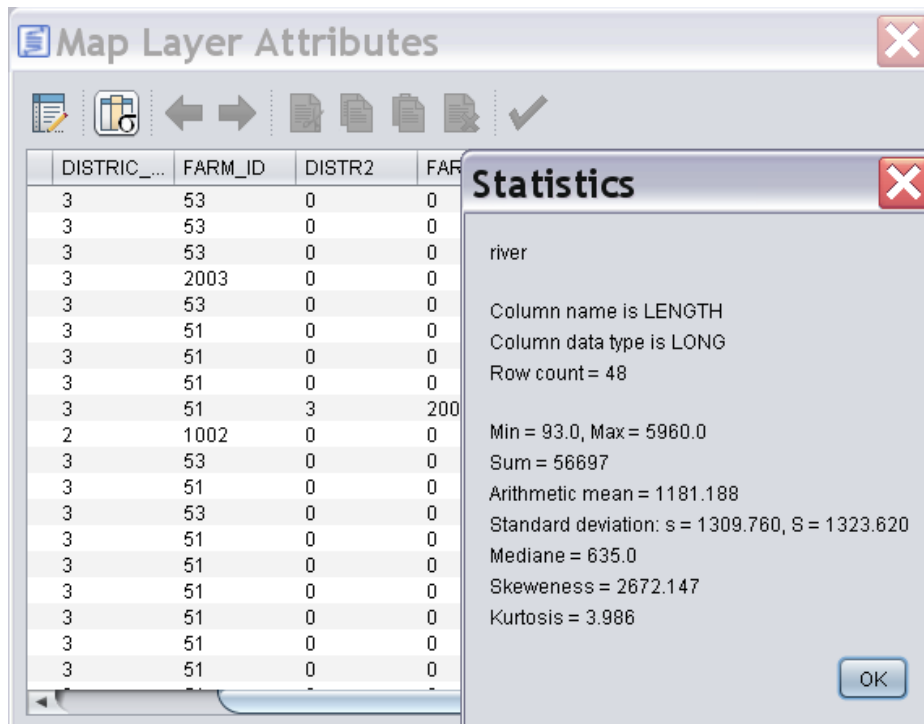 Map Layer Attributes
DISTRIC_... FARM_ID DISTR2 FAR
3 53 0 0
3 53 0 0
3 53 0 0
3 2003 0 0
3 53 0 0
3 51 0 0
3 51 0 0
3 51 0 0
3 51 3 200
2 1002 0 0
3 53 0 0
3 51 0 0
3 53 0 0
3 51 0 0
3 51 0 0
3 51 0 0
3 51 0 0
3 51 0 0
3 51 0 0
Statistics
river
Column name is LENGTH
Column data type is LONG
Row count = 48
Min = 93.0, Max = 5960.0
Sum = 56697
Arithmetic mean = 1181.188
Standard deviation: s = 1309.760, S = 1323.620
Mediane = 635.0
Skeweness = 2672.147
Kurtosis = 3.986
OK